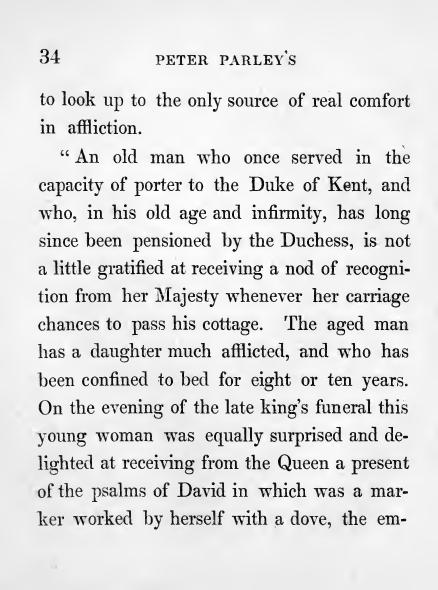 34 PETER PARLEY'S
to look up to the only source of real comfort
in affliction.
“ An old man who once served in the
capacity of porter to the Duke of Kent, and
who, in his old age and infirmity, has long
since been pensioned by the Duchess, is not
a little gratified at receiving a nod of recogni-
tion from her Majesty whenever her carriage
chances to pass his cottage. The aged man
has a daughter much afflicted, and who has
been confined to bed for eight or ten years.
On the evening of the late king's funeral this
young woman was equally surprised and de-
lighted at receiving from the Queen a present
of the psalms of David in which was a mar-
ker worked by herself with a dove, the em-